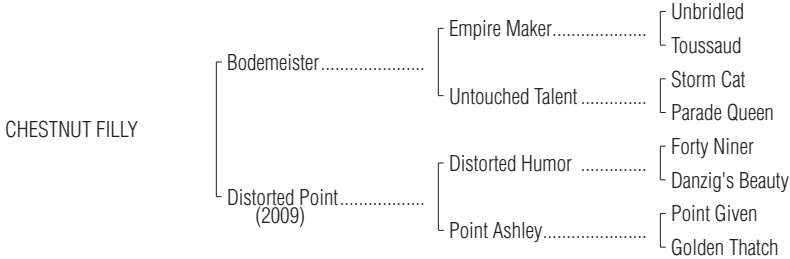 Unbridled
Empire Maker....................
Toussaud
Bodemeister......................
Storm Cat
Untouched Talent ..............
Parade Queen
CHESTNUT FILLY
Forty Niner
Distorted Humor ..............
Danzig's Beauty
Distorted Point..................
(2009)
Point Given
Point Ashley......................
Golden Thatch